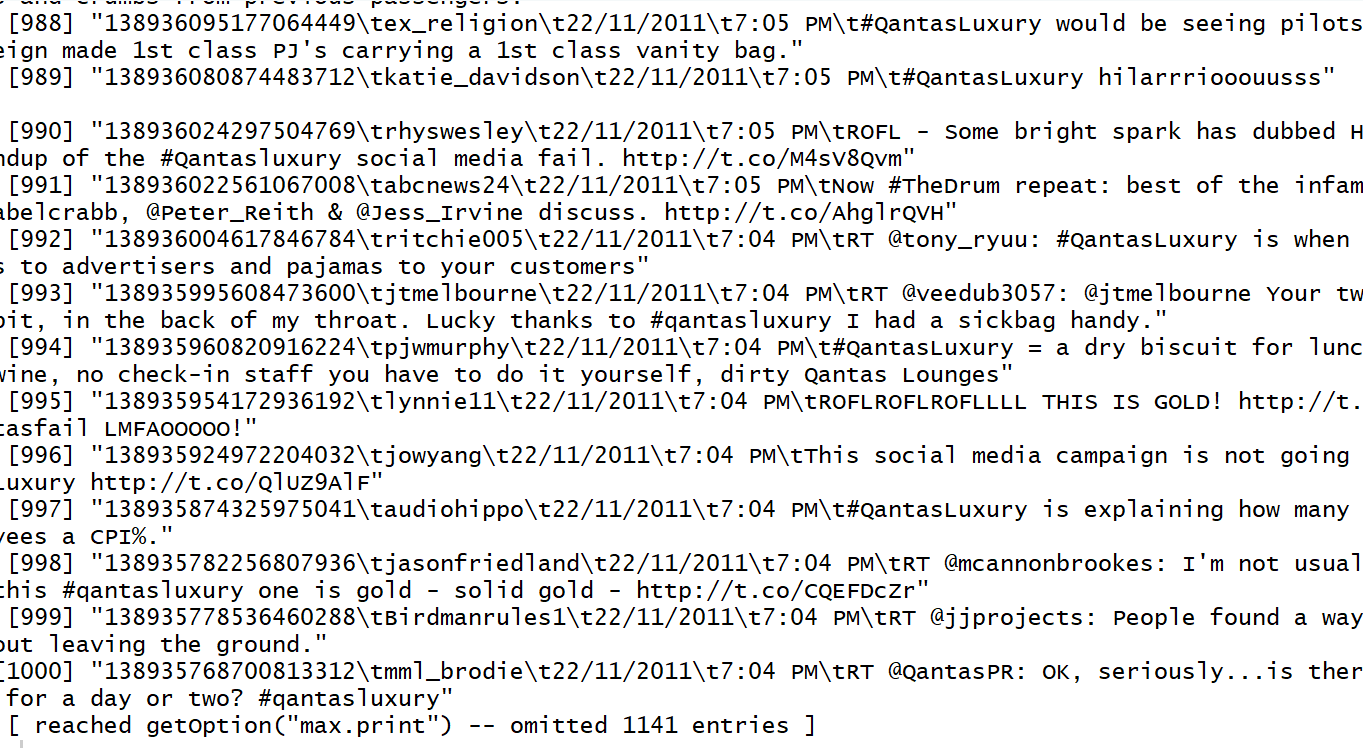 [988] "138936095177064449\tex_religion\t22/11/2011\t7:05 PM\t#QantasLuxury would be seeing pilots
eign made 1st class PJ's carrying a 1st class vanity bag."
[989] "138936080874483712\tkatie_davidson\t22/11/2011\t7:05 PM\t#QantasLuxury hilarrriooouusss"
[990] "138936024297504769\trhyswesley\t22/11/2011\t7:05 PM\tROFL - Some bright spark has dubbed H
ndup of the #Qantasluxury social media fail. http://t.co/M4sV8Qvm"
[991] "138936022561067008\tabcnews24\t22/11/2011\t7:05 PM\tNow #TheDrum repeat: best of the infam
abelcrabb, @Peter_Reith & @Jess_Irvine discuss. http://t.co/AhglrQVH"
[992] "138936004617846784\tritchie005\t22/11/2011\t7:04 PM\tRT @tony_ryuu: #QantasLuxury is when
s to advertisers and pajamas to your customers"
[993] "138935995608473600\tjtmelbourne\t22/11/2011\t7:04 PM\tRT @veedub3057: @jtmelbourne Your tw
bit, in the back of my throat. Lucky thanks to #qantasluxury I had a sickbag handy."
[994] "138935960820916224\tpjwmurphy\t22/11/2011\t7:04 PM\t#QantasLuxury = a dry biscuit for lunc
wine, no check-in staff you have to do it yourself, dirty Qantas Lounges"
[995] "138935954172936192\tlynnie11\t22/11/2011\t7:04 PM\tROFLROFLROFLLLL THIS IS GOLD! http://t.
tasfail LMFAOOOOO!"
[996] "138935924972204032\tjowyang\t22/11/2011\t7:04 PM\tThis social media campaign is not going
Luxury http://t.co/QlUZ9AlF"
[997] "138935874325975041\taudiohippo\t22/11/2011\t7:04 PM\t#QantasLuxury is explaining how many
yees a CPI%."
[998] "138935782256807936\tjasonfriedland\t22/11/2011\t7:04 PM\tRT @mcannonbrookes: I'm not usual
this #qantasluxury one is gold - solid gold - http://t.co/CQEFDcZr"
[999] "138935778536460288\tBirdmanrules1\t22/11/2011\t7:04 PM\tRT @jjprojects: People found a way
out leaving the ground."
[1000] "138935768700813312\tmml_brodie\t22/11/2011\t7:04 PM\tRT @QantasPR: OK, seriously...is ther
for a day or two? #qantasluxury"
[ reached getOption("max.print") -- omitted 1141 entries ]